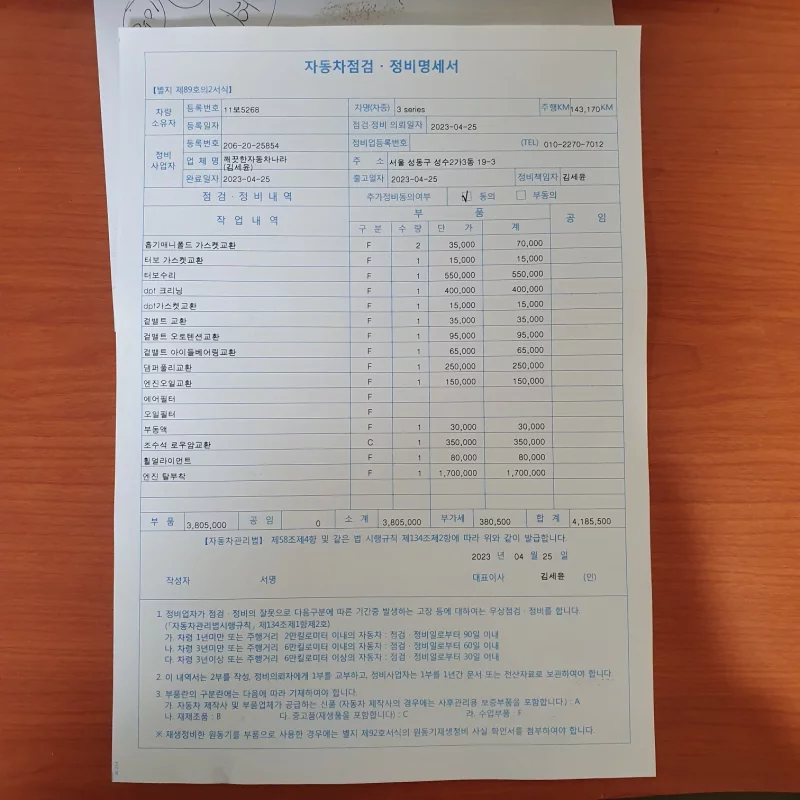 자동차점검 · 정비명세서
【별지 제89호의2서식】
차량 소유자 등록번호 11보5268 차명(차종) 3 series 주행KM 143,170KM
등록일자 점검·정비 의뢰일자 2023-04-25
정비 사업자 등록번호 206-20-25854 정비업등록번호 (TEL) 010-2270-7012
업 체 명 깨끗한자동차나라 (김세윤) 주 소 서울 성동구 성수2가3동 19-3
완료일자 2023-04-25 출고일자 2023-04-25 정비책임자 김세윤
점 검 · 정 비 내 역 추가정비동의여부 √ 동의 부동의
작 업 내 역 부 품 공 임
구 분 수 량 단 가 계
흡기매니폴드 가스켓교환 F 2 35,000 70,000
터보 가스켓교환 F 1 15,000 15,000
터보수리 F 1 550,000 550,000
dpf 크리닝 F 1 400,000 400,000
dpf가스켓교환 F 1 15,000 15,000
겉밸트 교환 F 1 35,000 35,000
겉밸트 오토텐션교환 F 1 95,000 95,000
겉밸트 아이들베어링교환 F 1 65,000 65,000
댐퍼풀리교환 F 1 250,000 250,000
엔진오일교환 F 1 150,000 150,000
에어필터 F
오일필터 F
부동액 F 1 30,000 30,000
조수석 로우암교환 C 1 350,000 350,000
휠얼라이먼트 F 1 80,000 80,000
엔진 탈부착 F 1 1,700,000 1,700,000
부 품 3,805,000 공 임 0 소 계 3,805,000 부가세 380,500 합 계 4,185,500
【자동차관리법】 제58조제4항 및 같은 법 시행규칙 제134조제2항에 따라 위와 같이 발급합니다.
2023 년 04 월 25 일
작성자 서명 대표이사 김세윤 (인)
1. 정비업자가 점검·정비의 잘못으로 다음구분에 따른 기간중 발생하는 고장 등에 대하여는 무상점검·정비를 합니다.
(「자동차관리법시행규칙」제134조제1항제2호)
가. 차령 1년미만 또는 주행거리 2만킬로미터 이내의 자동차 : 점검·정비일로부터 90일 이내
나. 차령 3년미만 또는 주행거리 6만킬로미터 이내의 자동차 : 점검·정비일로부터 60일 이내
다. 차령 3년이상 또는 주행거리 6만킬로미터 이상의 자동차 : 점검·정비일로부터 30일 이내
2. 이 내역서는 2부를 작성, 정비의뢰자에게 1부를 교부하고, 정비사업자는 1부를 1년간 문서 또는 전산자료로 보관하여야 합니다.
3. 부품란의 구분란에는 다음에 따라 기재하여야 합니다.
가. 자동차 제작사 및 부품업체가 공급하는 신품 (자동차 제작사의 경우에는 사후관리용 보증부품을 포함합니다) : A
나. 재제조품 : B 다. 중고품(재생품을 포함합니다) : C 라. 수입부품 : F
※ 재생정비한 원동기를 부품으로 사용한 경우에는 별지 제92호서식의 원동기재생정비 사실 확인서를 첨부하여야 합니다.